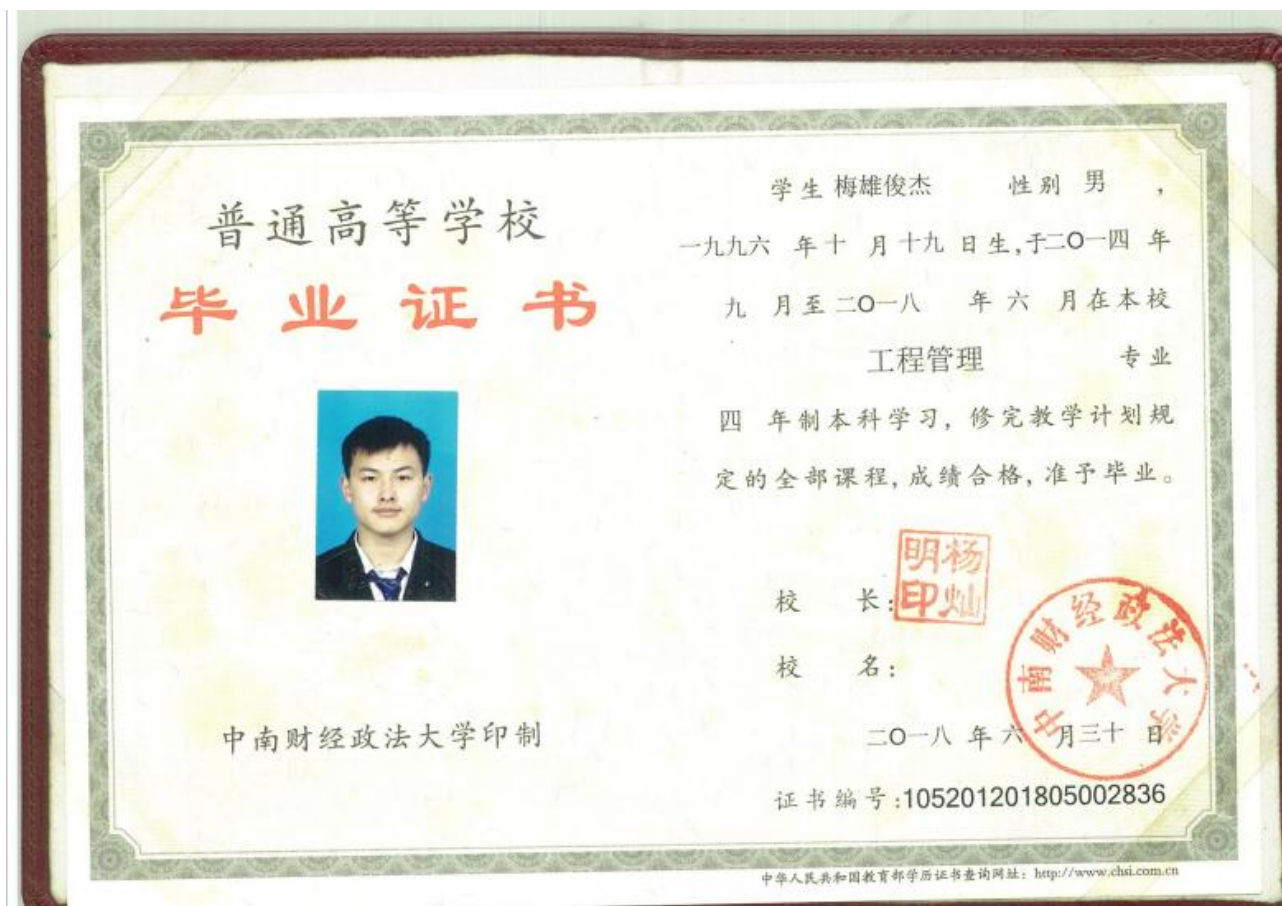 普通高等学校
毕业证书
中南财经政法大学印制
学生 梅雄俊杰 性别 男 ，
一九九六 年十 月十九 日生,于二O一四 年
九 月至 二O一八 年 六 月在本校
工程管理 专业
四 年制本科学习, 修完教学计划规
定的全部课程, 成绩合格, 准予毕业。
校 长:
杨灿明印
校 名:
中南财经政法大学
二O一八 年 六 月三十 日
证书编号:105201201805002836
中华人民共和国教育部学历证书查询网址: http://www.chsi.com.cn